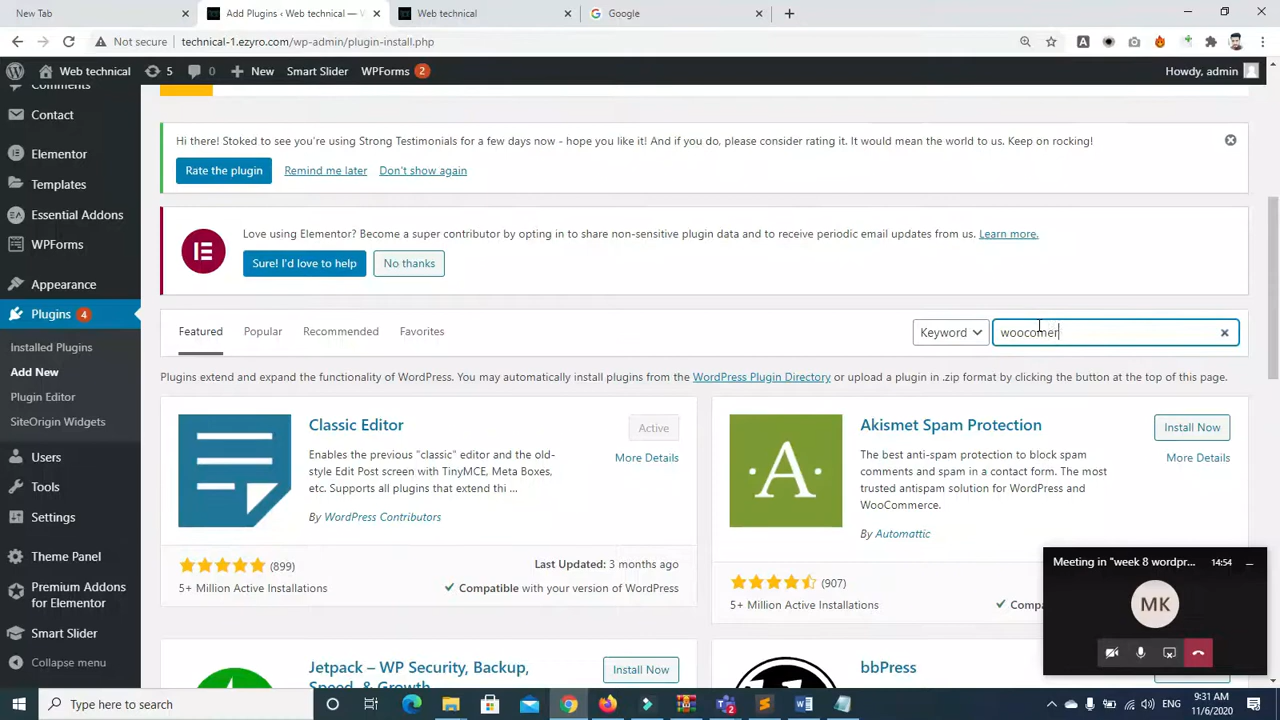 New Tab
Add Plugins ‹ Web technical — V
Web technical
Google
Not secure
technical-1.ezyro.com/wp-admin/plugin-install.php
Web technical
5
0
New
Smart Slider
WPForms 2
Howdy, admin
Comments
Contact
Elementor
Templates
Essential Addons
WPForms
Appearance
Plugins 4
Installed Plugins
Add New
Plugin Editor
SiteOrigin Widgets
Users
Tools
Settings
Theme Panel
Premium Addons
for Elementor
Smart Slider
Collapse menu
Hi there! Stoked to see you're using Strong Testimonials for a few days now - hope you like it! And if you do, please consider rating it. It would mean the world to us. Keep on rocking!
Rate the plugin
Remind me later
Don't show again
Love using Elementor? Become a super contributor by opting in to share non-sensitive plugin data and to receive periodic email updates from us. Learn more.
Sure! I'd love to help
No thanks
Featured
Popular
Recommended
Favorites
Keyword
woocomer
Plugins extend and expand the functionality of WordPress. You may automatically install plugins from the WordPress Plugin Directory or upload a plugin in .zip format by clicking the button at the top of this page.
Classic Editor
Active
More Details
Enables the previous "classic" editor and the old-
style Edit Post screen with TinyMCE, Meta Boxes,
etc. Supports all plugins that extend thi ...
By WordPress Contributors
(899)
Last Updated: 3 months ago
5+ Million Active Installations
Compatible with your version of WordPress
Akismet Spam Protection
Install Now
More Details
The best anti-spam protection to block spam
comments and spam in a contact form. The most
trusted antispam solution for WordPress and
WooCommerce.
By Automattic
(907)
5+ Million Active Installations
Jetpack – WP Security, Backup,
Speed, & Growth
Install Now
bbPress
Meeting in "week 8 wordpr...
14:54
MK
Type here to search
ENG
9:31 AM
11/6/2020